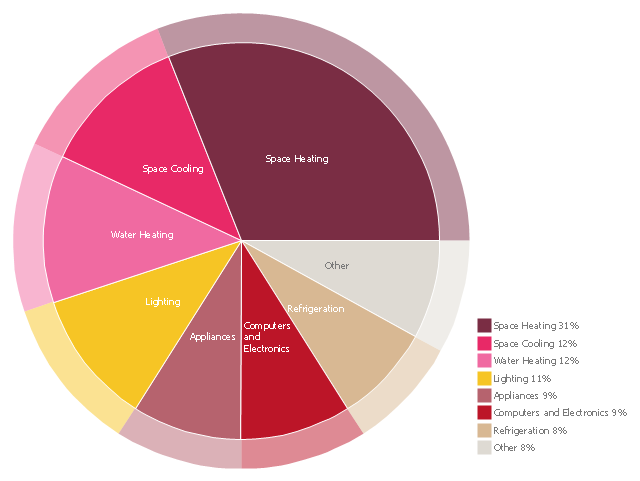 Space Heating
Space Cooling
Water Heating
Other
Lighting
Refrigeration
Appliances
Computers
and
Electronics
Space Heating 31%
Space Cooling 12%
Water Heating 12%
Lighting 11%
Appliances 9%
Computers and Electronics 9%
Refrigeration 8%
Other 8%